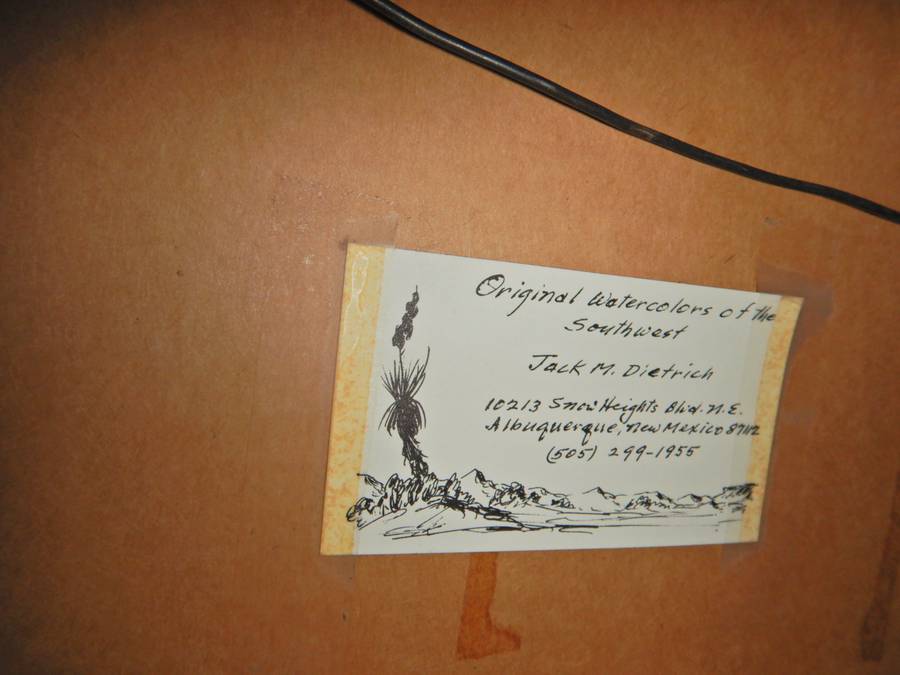 Original Watercolors of the
Southwest
Jack M. Dietrich
10213 Snow Heights Blvd. N.E.
Albuquerque, New Mexico 87112
(505) 299-1955